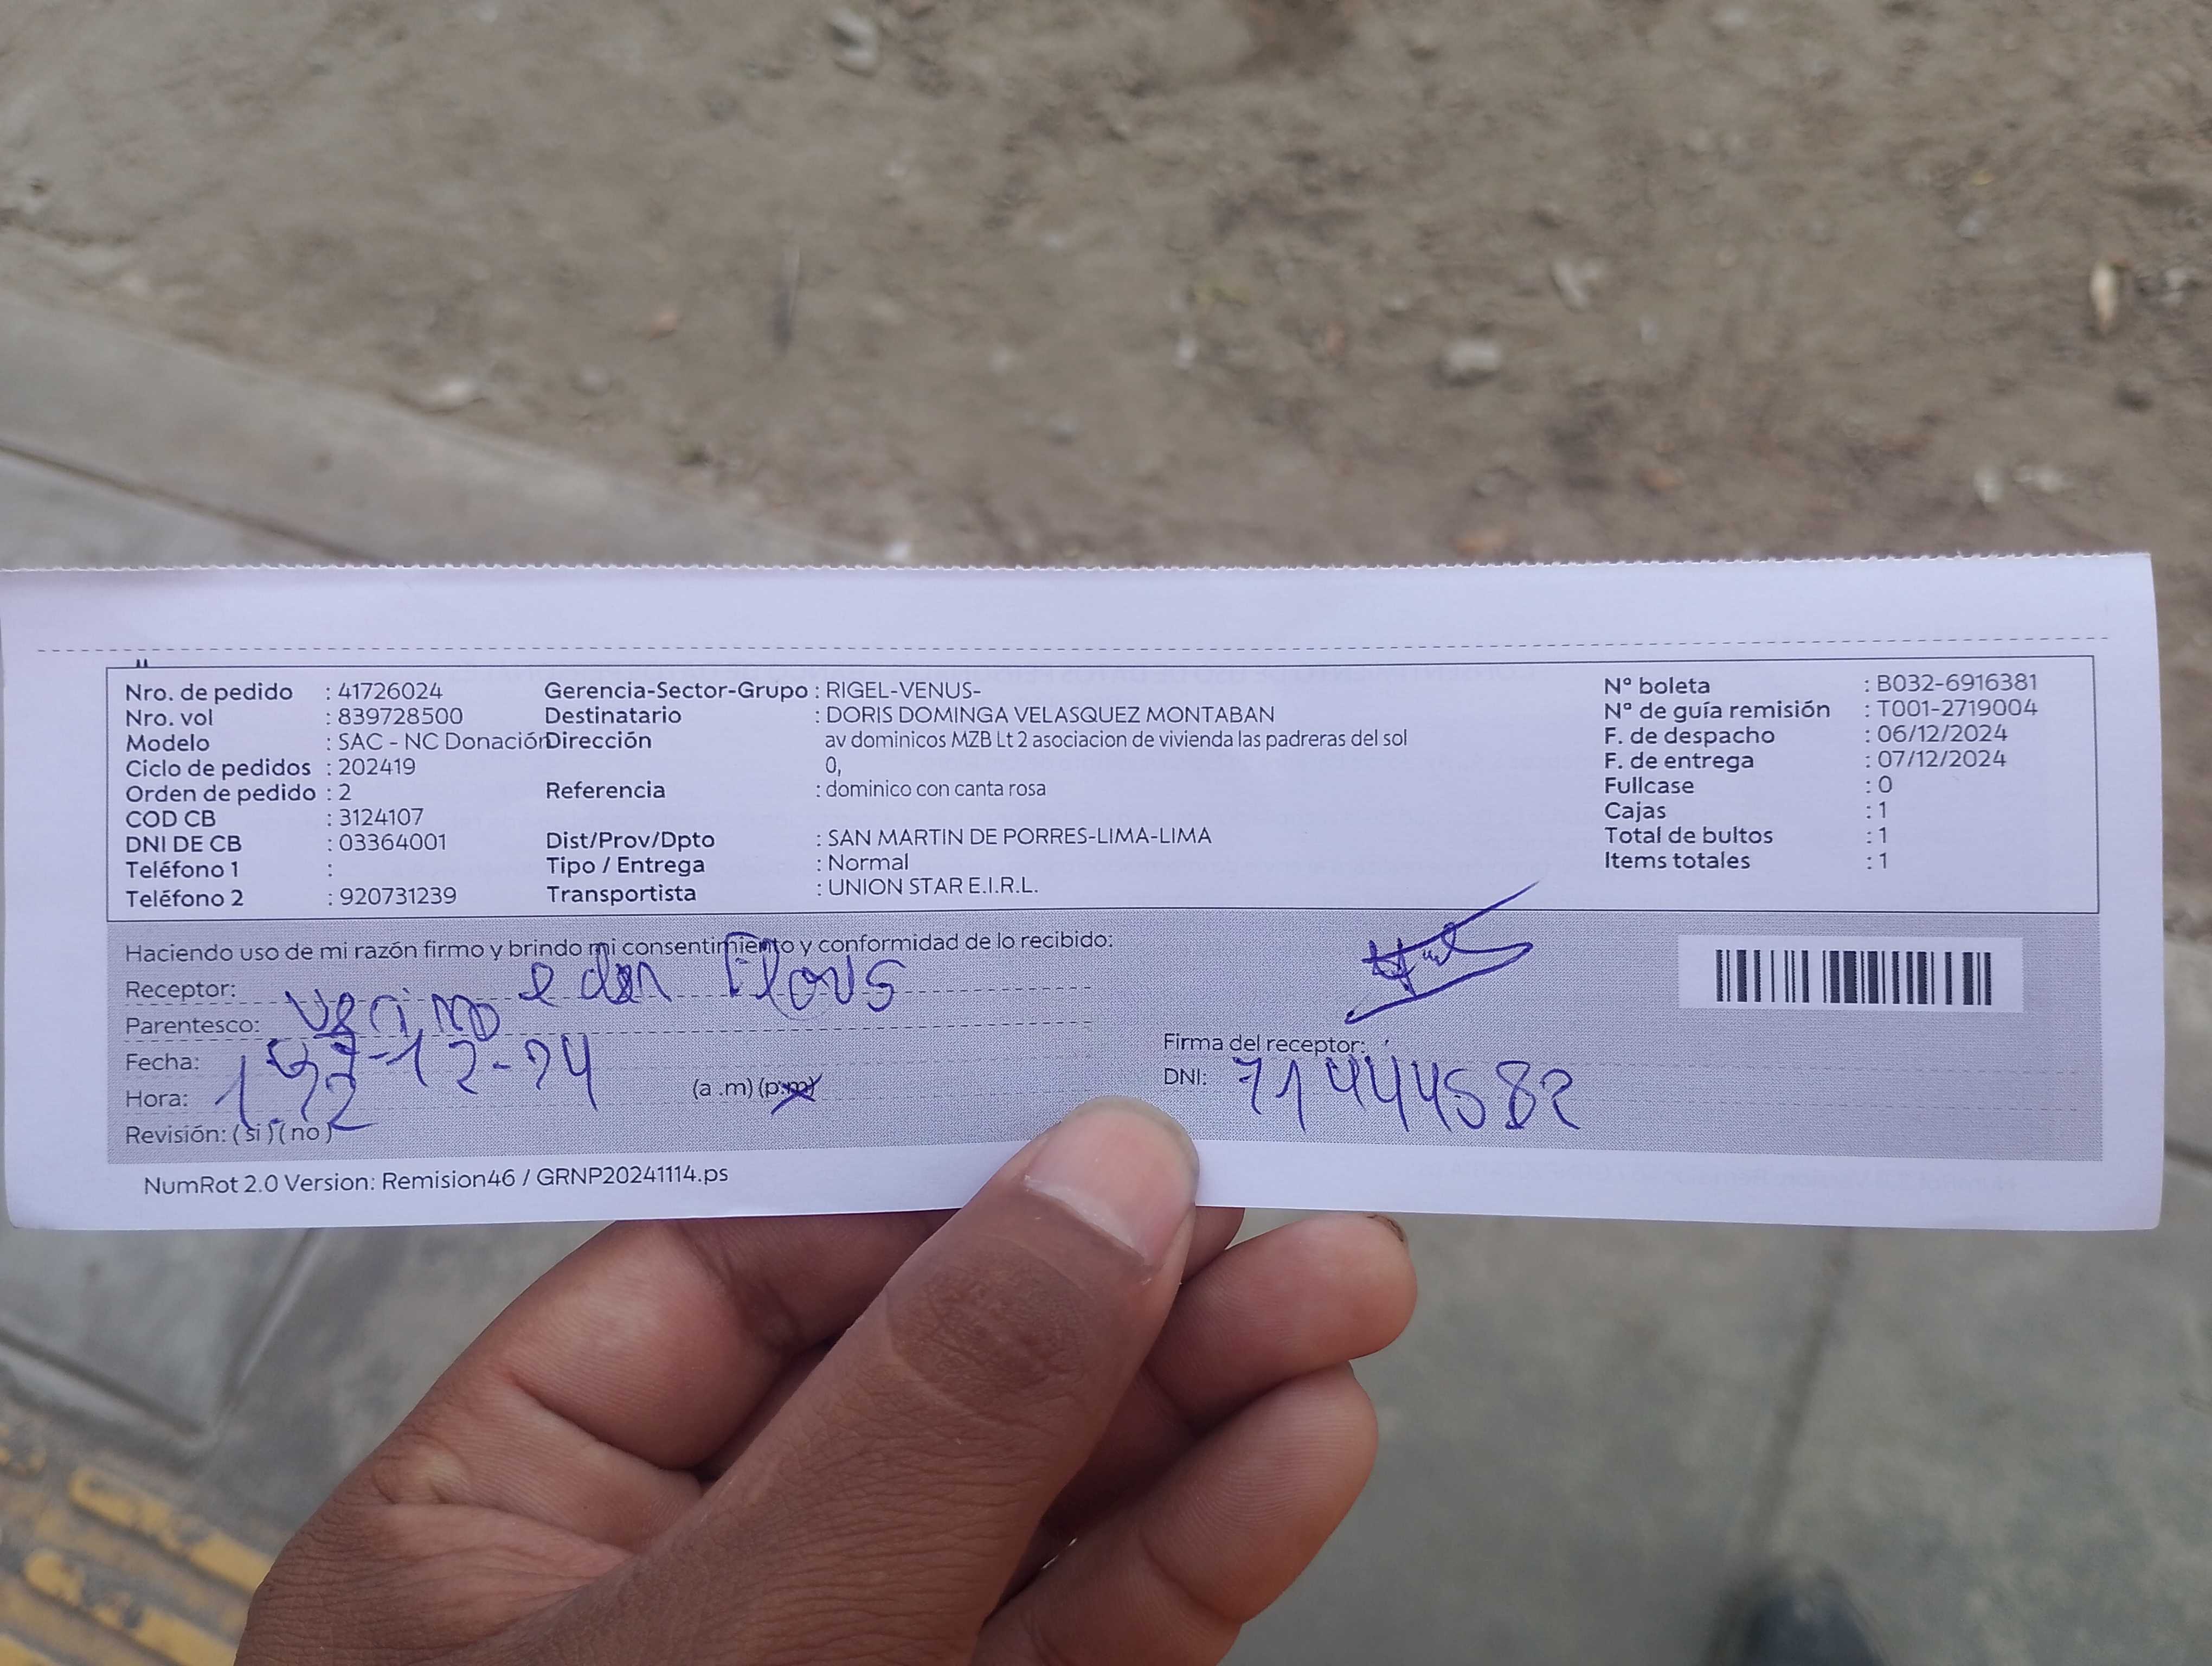 Nro. de pedido : 41726024 Gerencia-Sector-Grupo : RIGEL-VENUS- N° boleta : B032-6916381
Nro. vol : 839728500 Destinatario : DORIS DOMINGA VELASQUEZ MONTABAN N° de guía remisión : T001-2719004
Modelo : SAC - NC Donación Dirección av dominicos MZB Lt 2 asociacion de vivienda las padreras del sol F. de despacho : 06/12/2024
Ciclo de pedidos : 202419 0, F. de entrega : 07/12/2024
Orden de pedido : 2 Referencia : dominico con canta rosa Fullcase : 0
COD CB : 3124107 Cajas : 1
DNI DE CB : 03364001 Dist/Prov/Dpto : SAN MARTIN DE PORRES-LIMA-LIMA Total de bultos : 1
Teléfono 1 : Tipo / Entrega : Normal Items totales : 1
Teléfono 2 : 920731239 Transportista : UNION STAR E.I.R.L.
Haciendo uso de mi razón firmo y brindo mi consentimiento y conformidad de lo recibido:
Receptor:
Parentesco: vecino
Fecha: 07-12-24 Firma del receptor:
Hora: (a .m) (p.m) DNI: 71444582
Revisión: ( si ) ( no )
NumRot 2.0 Version: Remision46 / GRNP20241114.ps